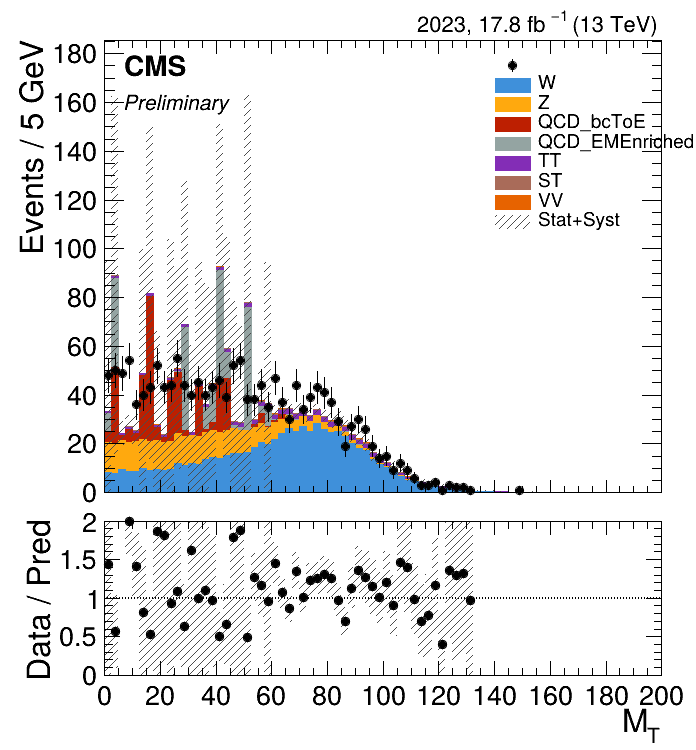 2023, 17.8 fb⁻¹ (13 TeV)
CMS
Preliminary
Events / 5 GeV
180
160
140
120
100
80
60
40
20
0
W
Z
QCD_bcToE
QCD_EMEnriched
TT
ST
VV
Stat+Syst
Data / Pred
2
1.5
1
0.5
0
0 20 40 60 80 100 120 140 160 180 200
M_T